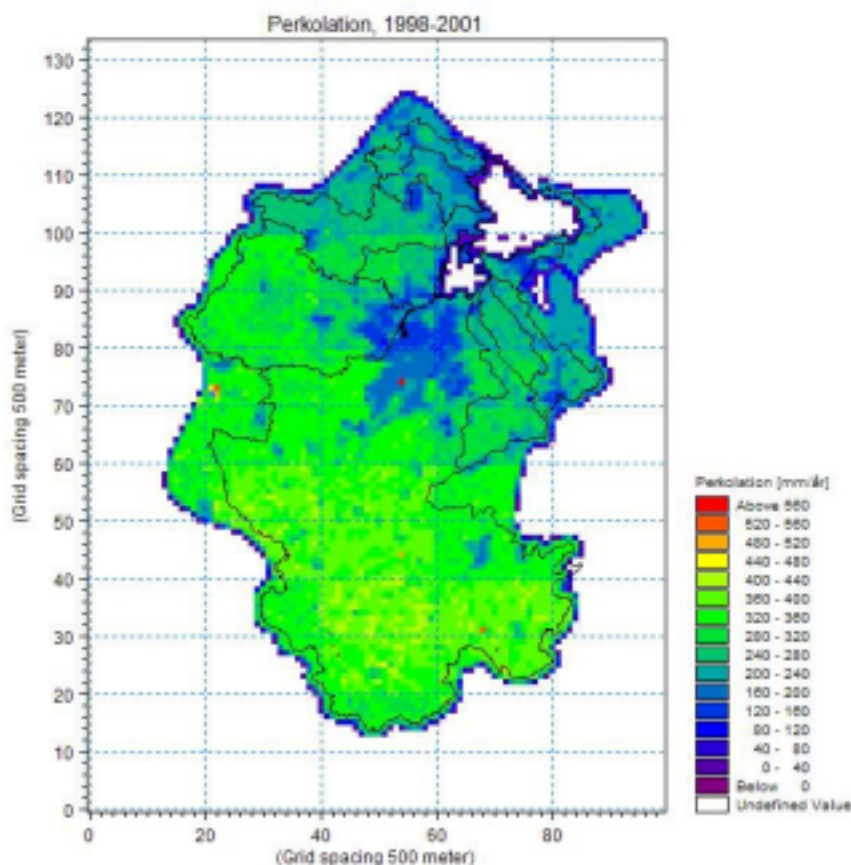 Perkolation, 1998-2001
130
120
110
100
90
80
70
60
50
40
30
20
10
0
(Grid spacing 500 meter)
0 20 40 60 80
(Grid spacing 500 meter)
Perkolation [mm/år]
Above 560
520 - 560
480 - 520
440 - 480
400 - 440
360 - 400
320 - 360
280 - 320
240 - 280
200 - 240
160 - 200
120 - 160
80 - 120
40 - 80
0 - 40
Below 0
Undefined Value